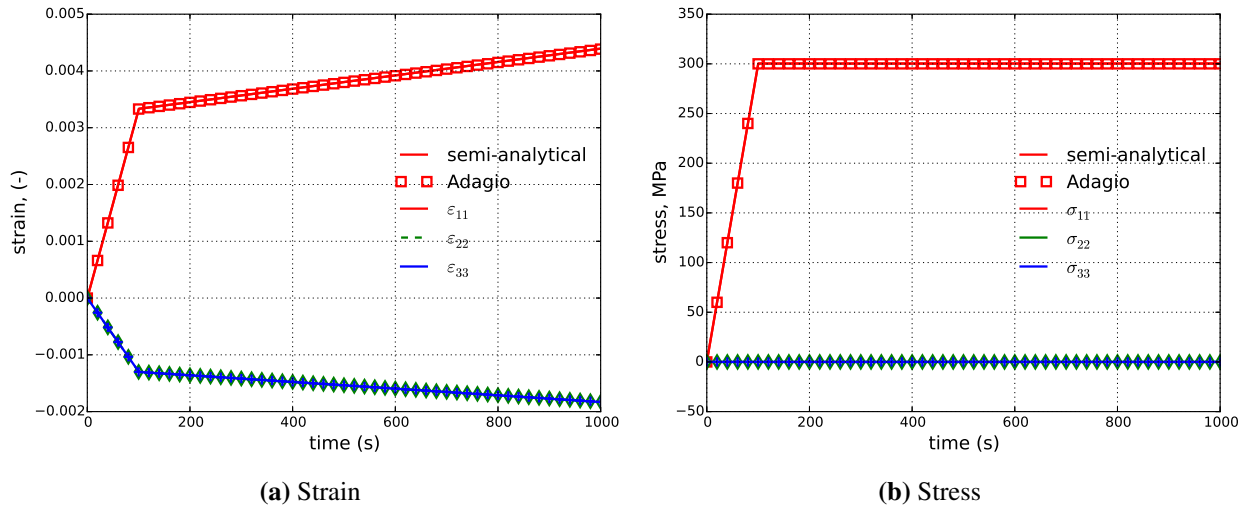 0.005
0.004
0.003
0.002
0.001
0.000
−0.001
−0.002
strain, (-)
semi-analytical
Adagio
ε11
ε22
ε33
0 200 400 600 800 1000
time (s)
(a) Strain
350
300
250
200
150
100
50
0
−50
stress, MPa
semi-analytical
Adagio
σ11
σ22
σ33
0 200 400 600 800 1000
time (s)
(b) Stress